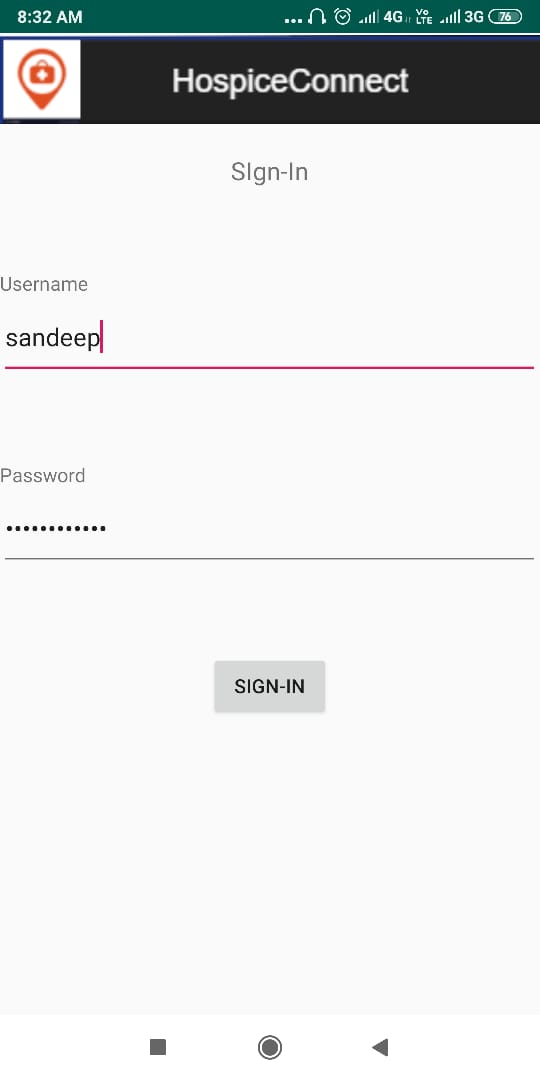 8:32 AM ... 4G Vo LTE 3G 76
HospiceConnect
SIgn-In
Username
sandeep
Password
••••••••••••
SIGN-IN